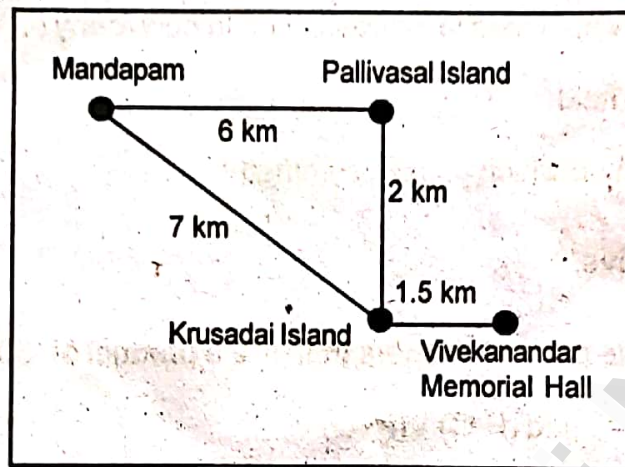 Mandapam
Pallivasal Island
6 km
2 km
7 km
1.5 km
Krusadai Island
Vivekanandar
Memorial Hall